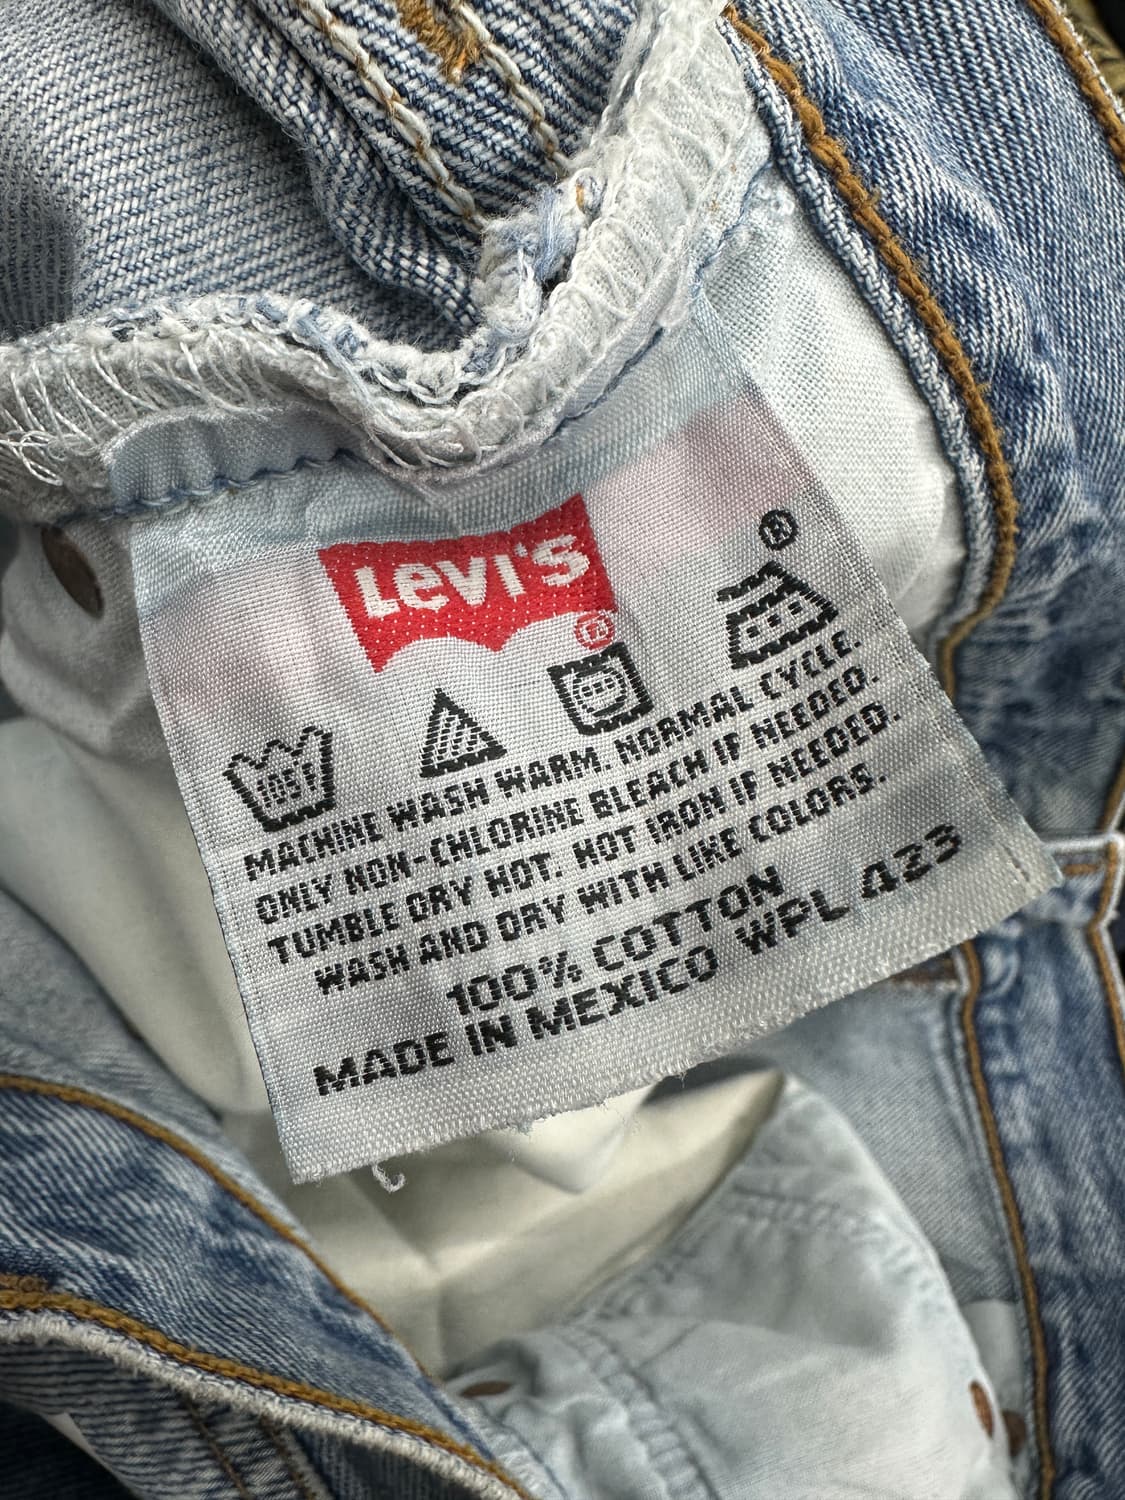 Levi's®
®
105F
MACHINE WASH WARM. NORMAL CYCLE.
ONLY NON-CHLORINE BLEACH IF NEEDED.
TUMBLE DRY HOT. HOT IRON IF NEEDED.
WASH AND DRY WITH LIKE COLORS.
100% COTTON
MADE IN MEXICO WPL 423